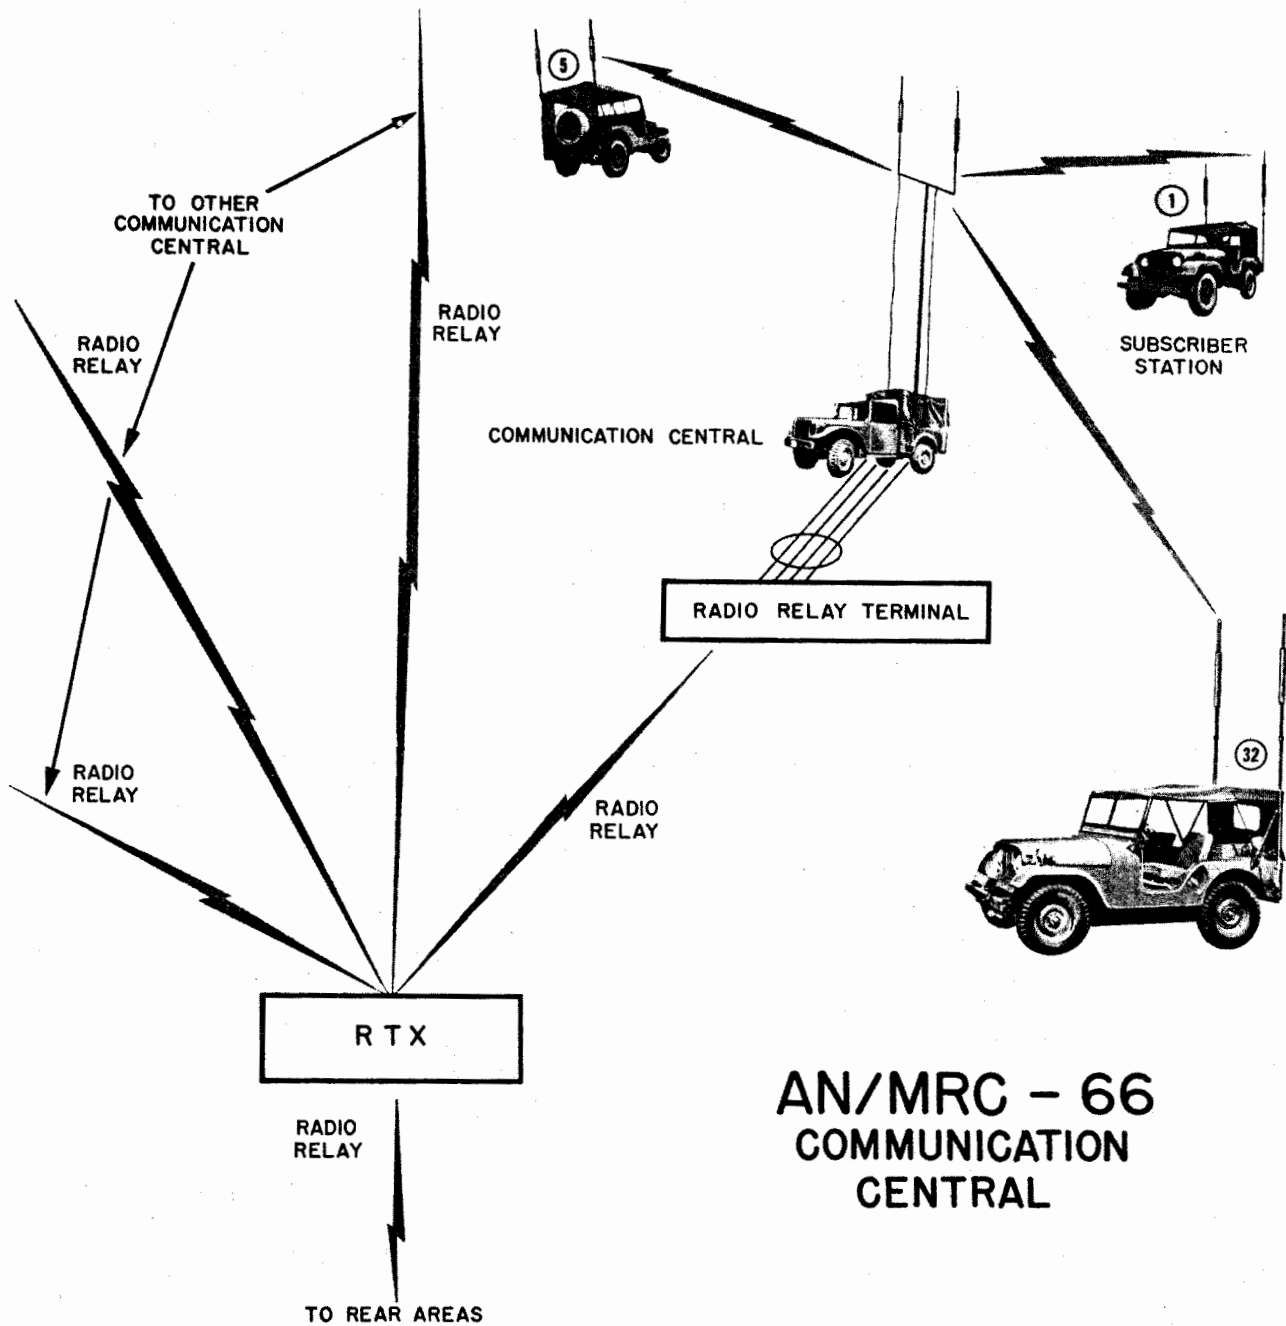 5
1
TO OTHER
COMMUNICATION
CENTRAL
RADIO
RELAY
RADIO
RELAY
SUBSCRIBER
STATION
COMMUNICATION CENTRAL
RADIO RELAY TERMINAL
32
RADIO
RELAY
RADIO
RELAY
RTX
AN/MRC - 66
COMMUNICATION
CENTRAL
RADIO
RELAY
TO REAR AREAS